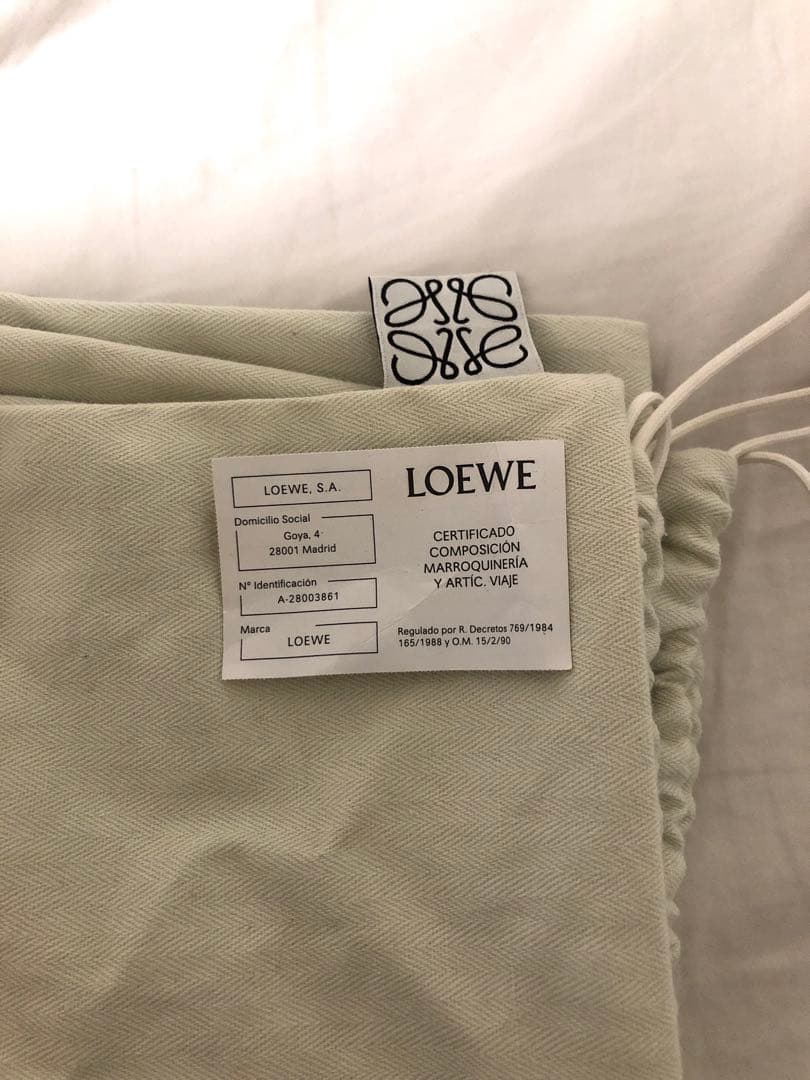 LOEWE, S.A.
Domicilio Social
Goya, 4
28001 Madrid
Nº Identificación
A-28003861
Marca
LOEWE
LOEWE
CERTIFICADO
COMPOSICIÓN
MARROQUINERÍA
Y ARTÍC. VIAJE
Regulado por R. Decretos 769/1984
165/1988 y O.M. 15/2/90